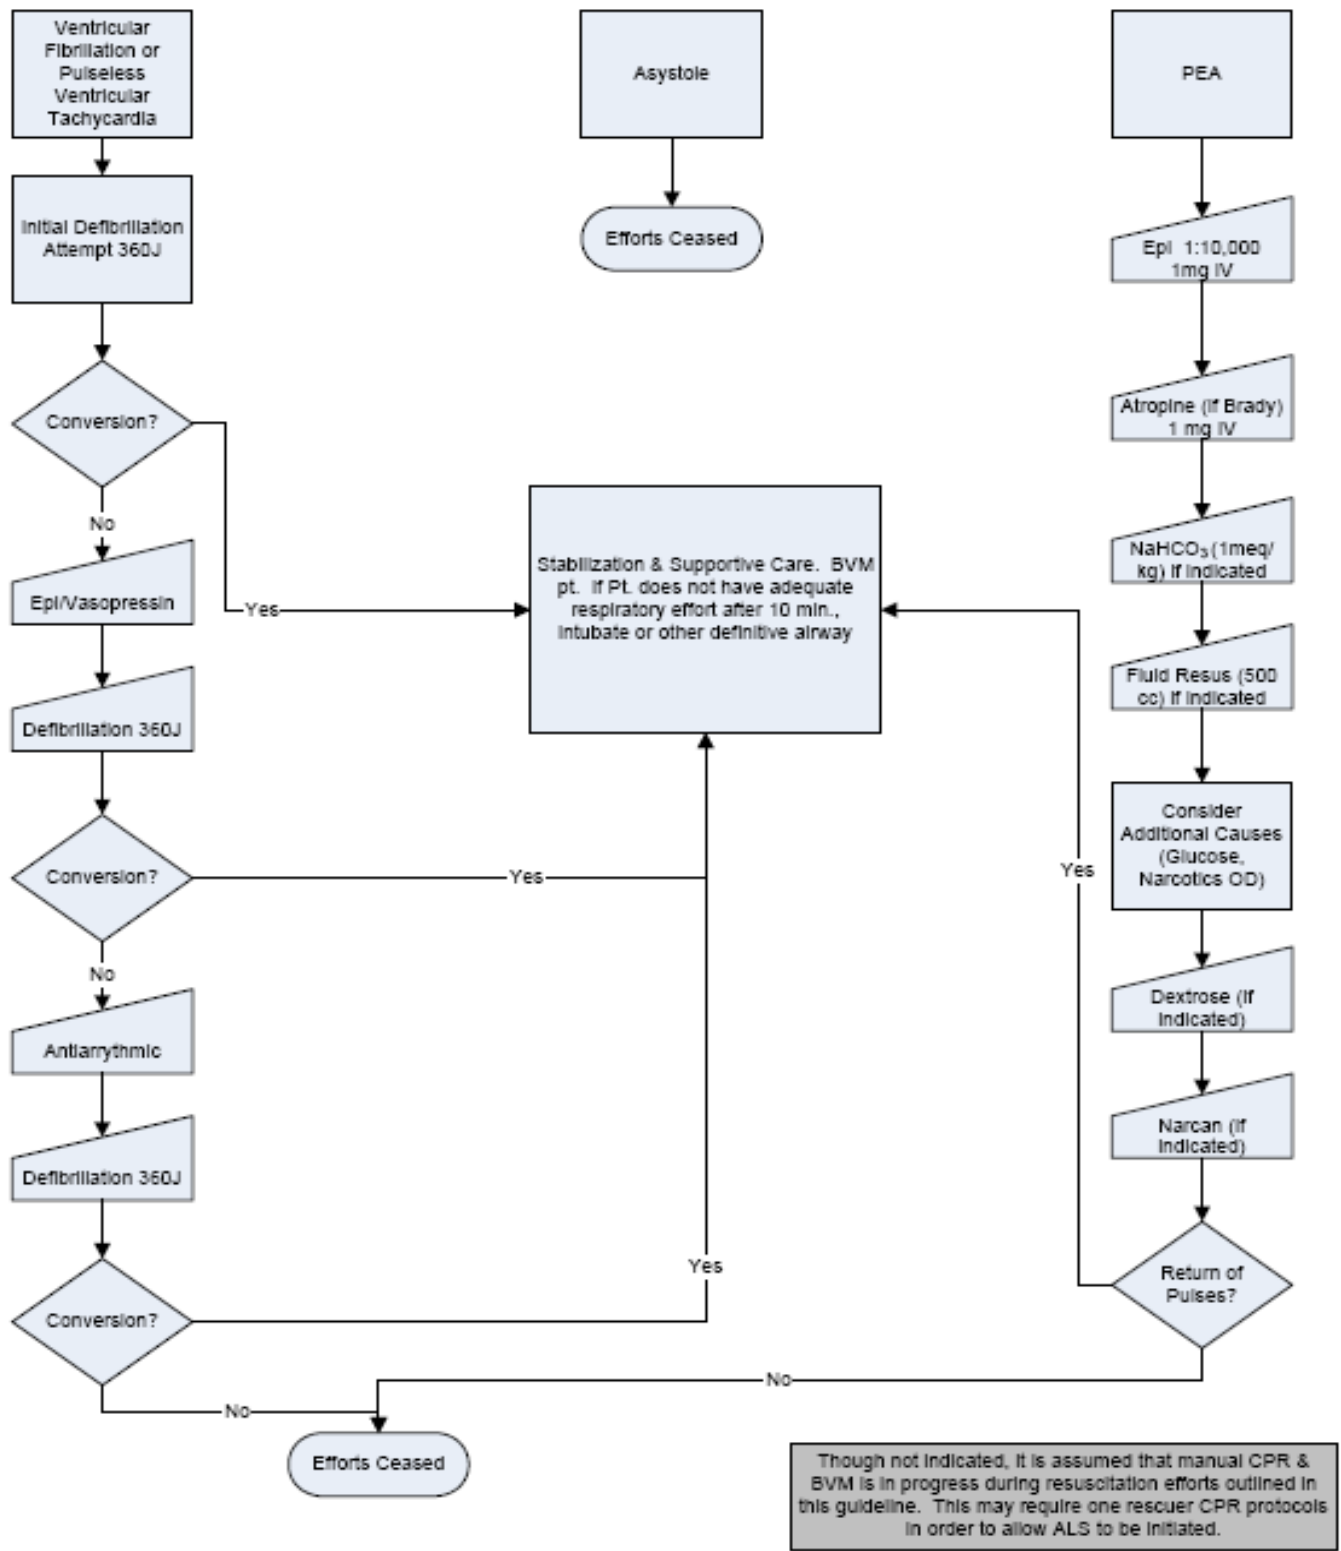 Ventricular
Fibrillation or
Pulseless
Ventricular
Tachycardia
Asystole
PEA
Initial Defibrillation
Attempt 360J
Efforts Ceased
Epi 1:10,000
1mg IV
Conversion?
Atropine (if Brady)
1 mg IV
No
NaHCO₃ (1meq/
kg) if indicated
Epi/Vasopressin
Yes
Stabilization & Supportive Care. BVM
pt. If Pt. does not have adequate
respiratory effort after 10 min.,
intubate or other definitive airway
Fluid Resus (500
cc) if indicated
Defibrillation 360J
Consider
Additional Causes
(Glucose,
Narcotics OD)
Conversion?
Yes
Yes
No
Dextrose (if
indicated)
Antiarrythmic
Narcan (if
indicated)
Defibrillation 360J
Yes
Return of
Pulses?
Conversion?
No
No
Efforts Ceased
Though not indicated, it is assumed that manual CPR &
BVM is in progress during resuscitation efforts outlined in
this guideline. This may require one rescuer CPR protocols
in order to allow ALS to be initiated.